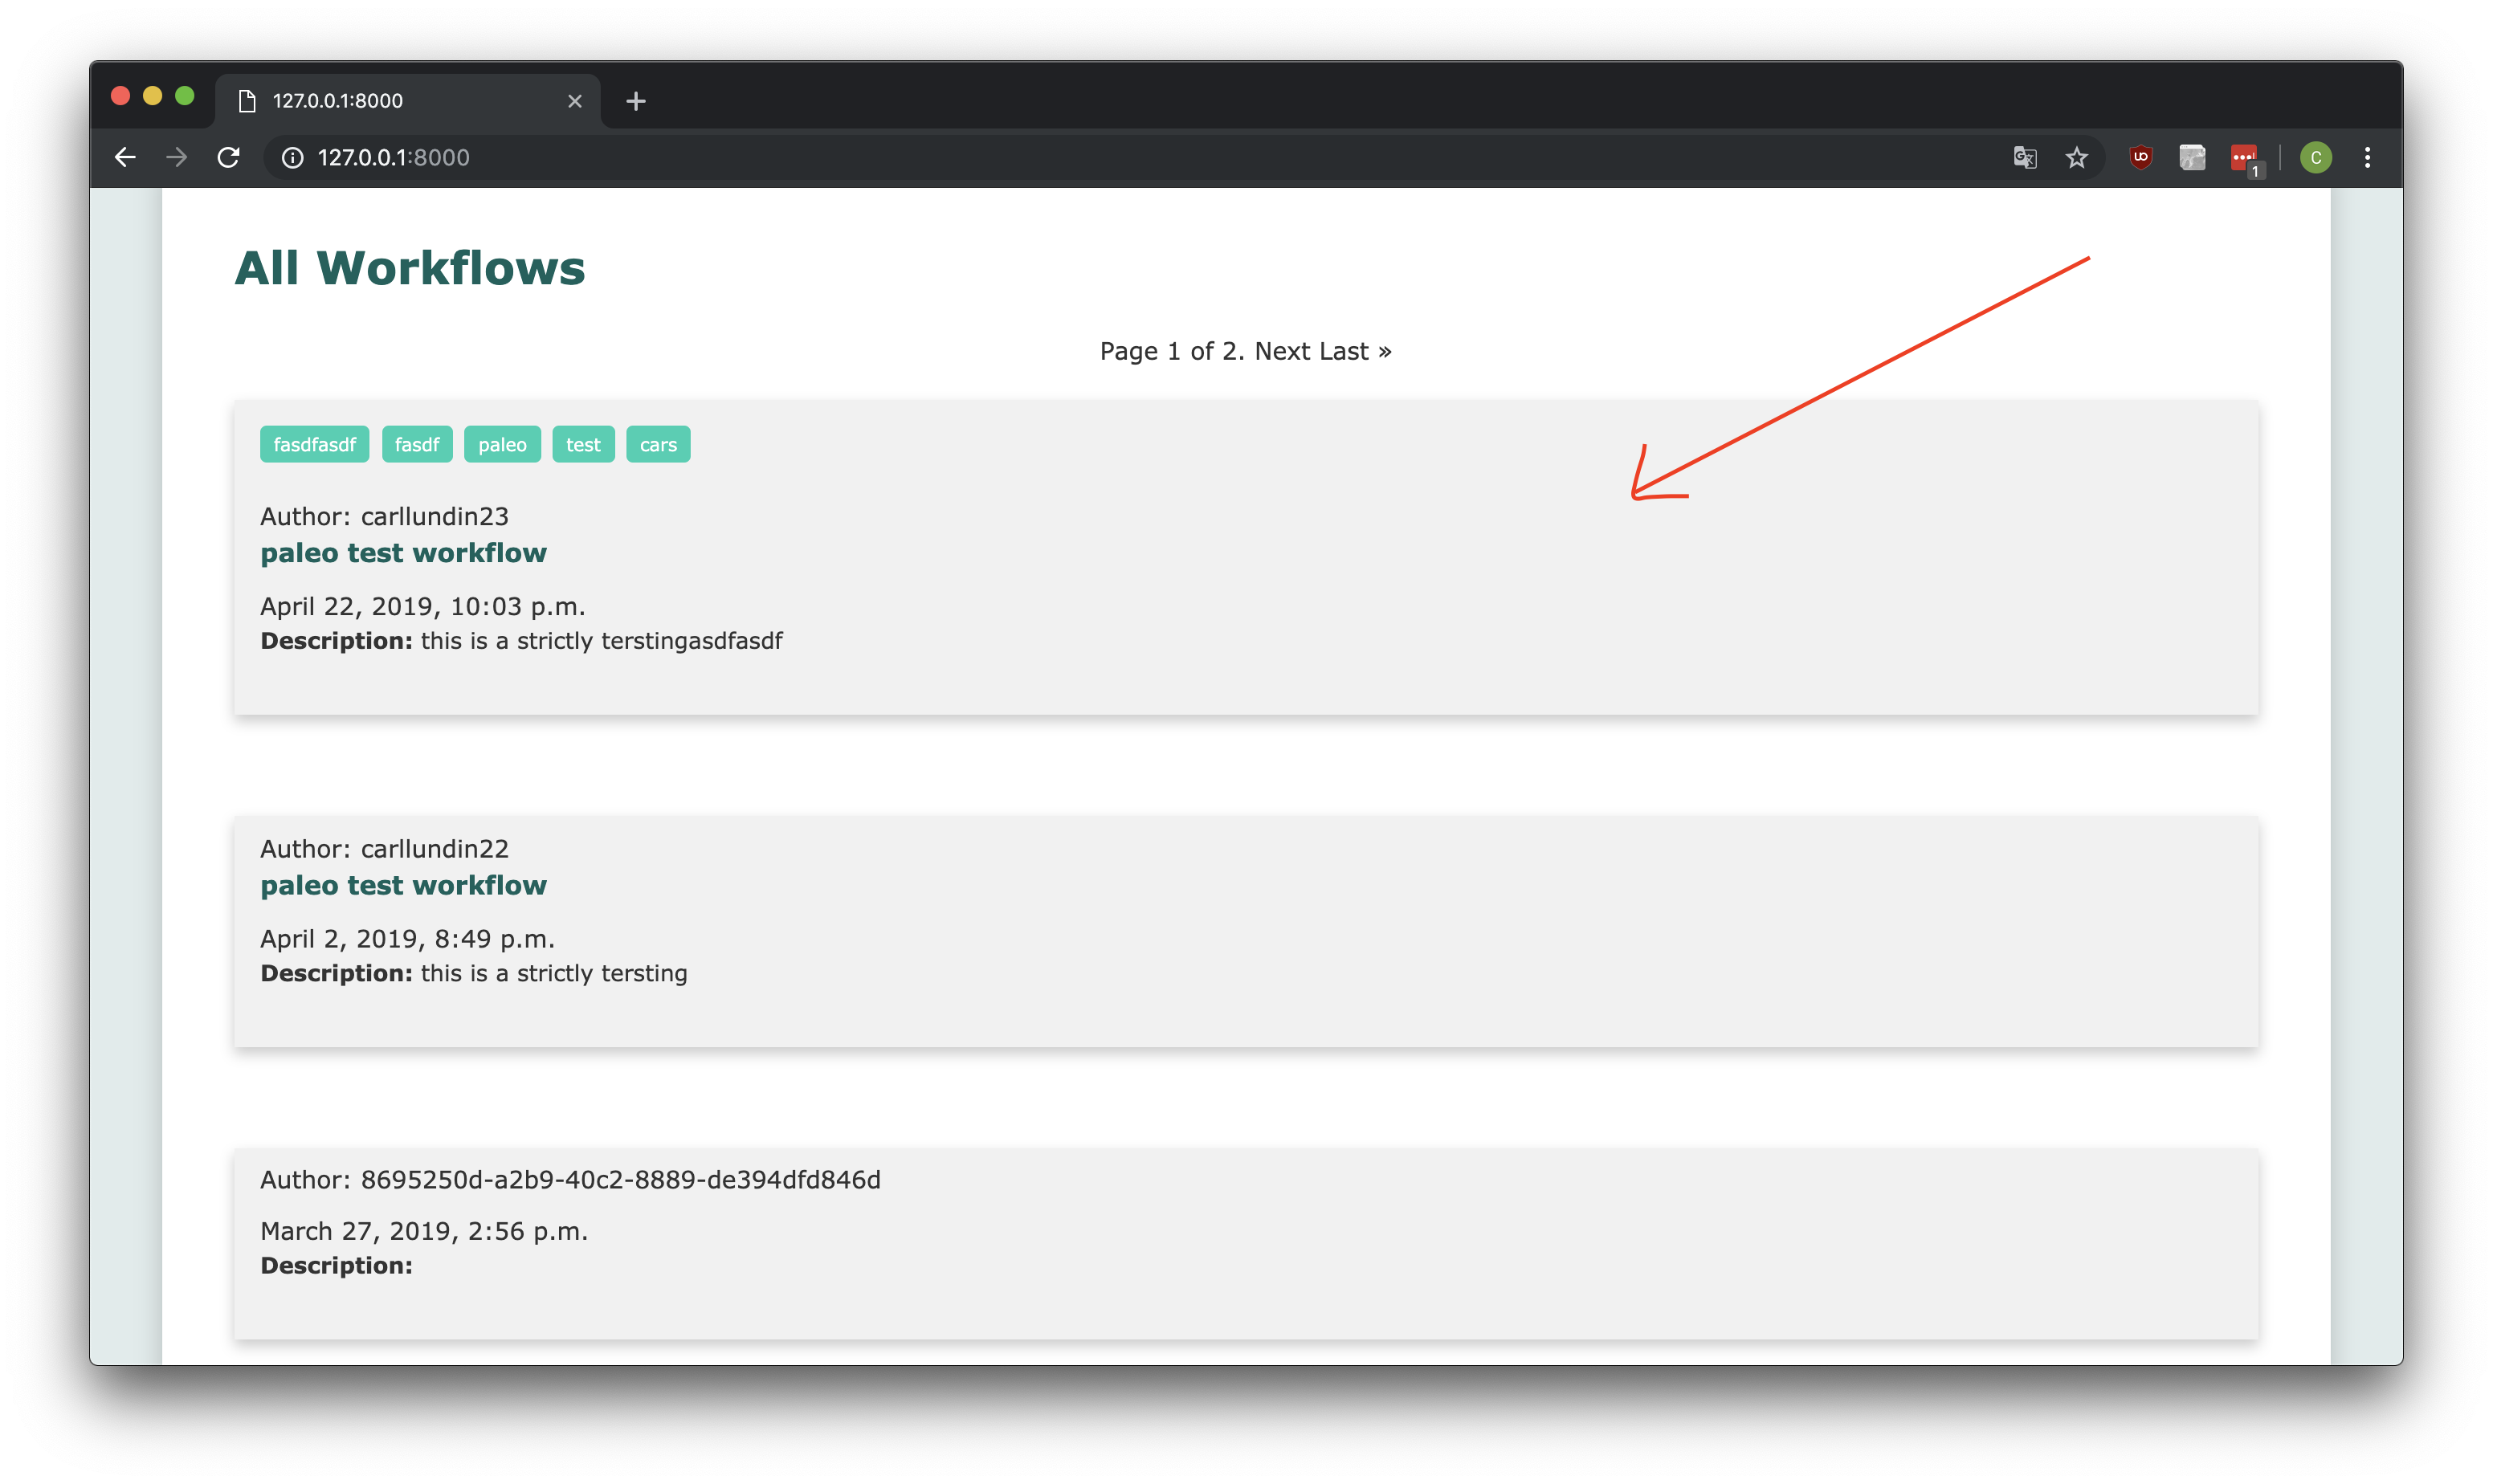 127.0.0.1:8000
127.0.0.1:8000
1
C
All Workflows
Page 1 of 2. Next Last »
fasdfasdf fasdf paleo test cars
Author: carllundin23
paleo test workflow
April 22, 2019, 10:03 p.m.
Description: this is a strictly terstingasdfasdf
Author: carllundin22
paleo test workflow
April 2, 2019, 8:49 p.m.
Description: this is a strictly tersting
Author: 8695250d-a2b9-40c2-8889-de394dfd846d
March 27, 2019, 2:56 p.m.
Description: